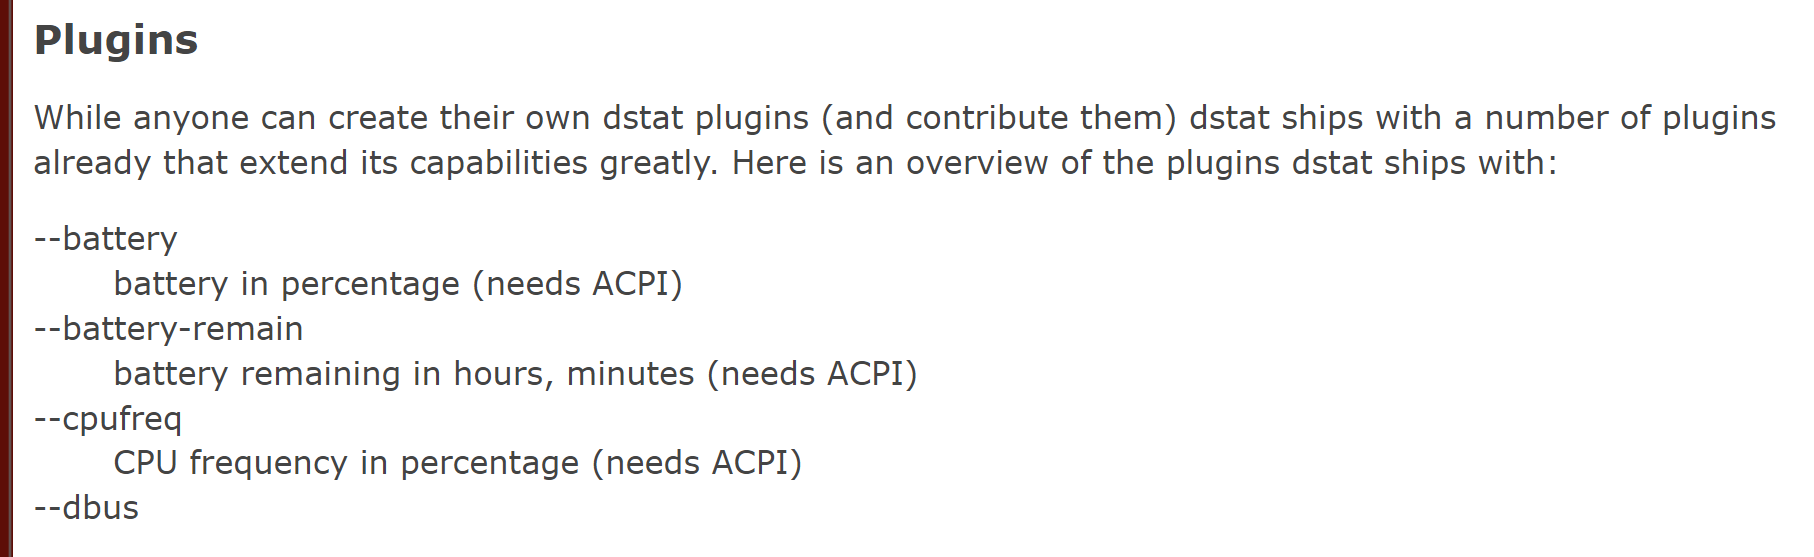 Plugins
While anyone can create their own dstat plugins (and contribute them) dstat ships with a number of plugins
already that extend its capabilities greatly. Here is an overview of the plugins dstat ships with:
--battery
battery in percentage (needs ACPI)
--battery-remain
battery remaining in hours, minutes (needs ACPI)
--cpufreq
CPU frequency in percentage (needs ACPI)
--dbus